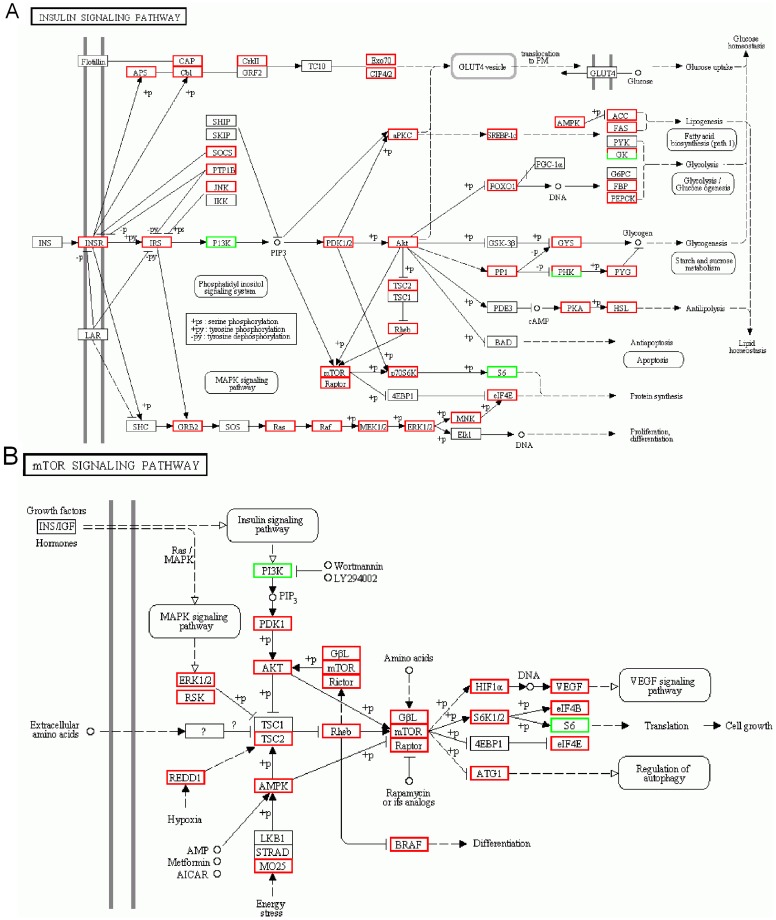 A
INSULIN SIGNALING PATHWAY
Flotillin
APS
CAP
Cbl
CrkII
GRF2
TC10
Exo70
CIP4/2
GLUT4 vesicle
translocation
to PM
GLUT4
Glucose
Glucose uptake
Glucose
homeostasis
+p
+p
SHIP
SKIP
SOCS
PTP1B
JNK
IKK
aPKC
SREBP-1c
AMPK
+p
ACC
FAS
PYK
GK
Lipogenesis
Fatty acid
biosynthesis (path 1)
Glycolysis
Glycolysis /
Glucose ogenesis
PGC-1α
FOXO1
DNA
G6PC
FBP
PEPCK
+p
+p
+p
INS
INSR
-p
+py
-p
IRS
-py
+ps
-py
PI3K
PIP3
PDK1/2
+p
Akt
+p
GSK-3β
GYS
Glycogen
Glycogenesis
Starch and sucrose
metabolism
PP1
-p
-p
PHK
+p
PYG
Phosphatidyl inositol
signaling system
+p
TSC2
TSC1
Rheb
PDE3
cAMP
PKA
+p
HSL
Antilipolysis
+ps : serine phosphorylation
+py : tyrosine phosphorylation
-py : tyrosine dephosphorylation
LAR
+p
BAD
Antiapoptosis
Apoptosis
Lipid
homeostasis
MAPK signaling
pathway
+p
mTOR
Raptor
+p
p70S6K
+p
4EBP1
S6
eIF4E
Protein synthesis
+p
SHC
GRB2
SOS
Ras
Raf
+p
MEK1/2
+p
ERK1/2
+p
MNK
+p
+p
Elk1
DNA
Proliferation,
differentiation
B
mTOR SIGNALING PATHWAY
Growth factors
INS/IGF
Hormones
Insulin signaling
pathway
Ras/
MAPK
PI3K
Wortmannin
LY294002
PIP3
MAPK signaling
pathway
PDK1
+p
ERK1/2
RSK
+p
AKT
+p
GβL
mTOR
Rictor
+p
+p
Amino acids
GβL
mTOR
Raptor
+p
HIF1α
DNA
VEGF
VEGF signaling
pathway
+p
S6K1/2
+p
+p
eIF4B
S6
Translation
Cell growth
+p
4EBP1
eIF4E
+p
ATG1
Regulation of
autophagy
Extracellular
amino acids
?
?
TSC1
TSC2
Rheb
REDD1
Hypoxia
+p
AMPK
+p
+p
+p
Rapamycin
or its analogs
LKB1
STRAD
MO25
AMP
Metformin
AICAR
Energy
stress
BRAF
Differentiation